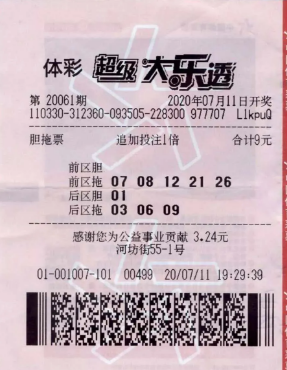 体彩 超级大乐透
第 20061期 2020年07月11日开奖
110330-312360-093505-228300 977707 LlkpuQ
胆拖票 追加投注1倍 合计9元
前区胆
前区拖 07 08 12 21 26
后区胆 01
后区拖 03 06 09
感谢您为公益事业贡献 3.24元
河坊街55-1号
01-001007-101 00499 20/07/11 19:29:39